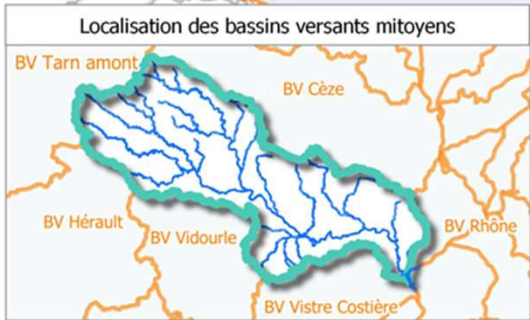 Localisation des bassins versants mitoyens
BV Tarn amont
BV Cèze
BV Hérault
BV Vidourle
BV Rhône
BV Vistre Costière